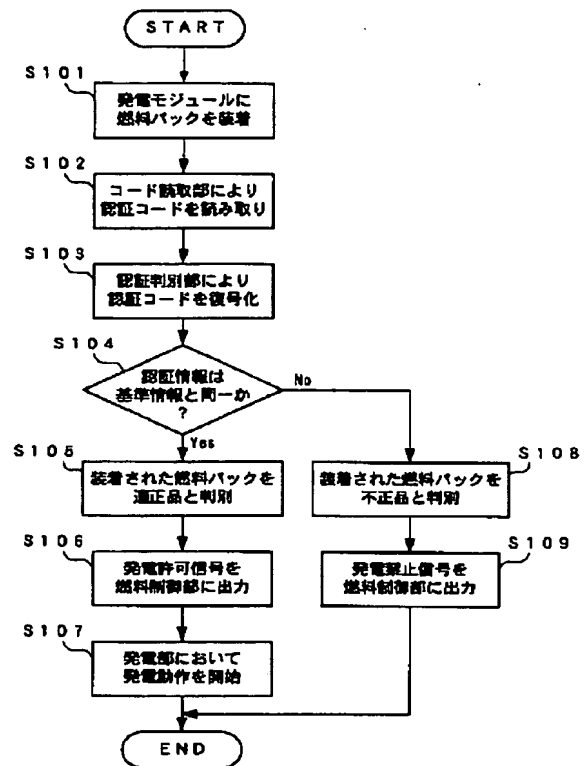 START
S101
発電モジュールに
燃料パックを装着
S102
コード読取部により
認証コードを読み取り
S103
認証判別部により
認証コードを復号化
S104
認証情報は
基準情報と同一か
?
No
Yes
S105
装着された燃料パックを
適正品と判別
S108
装着された燃料パックを
不正品と判別
S106
発電許可信号を
燃料制御部に出力
S109
発電禁止信号を
燃料制御部に出力
S107
発電部において
発電動作を開始
END